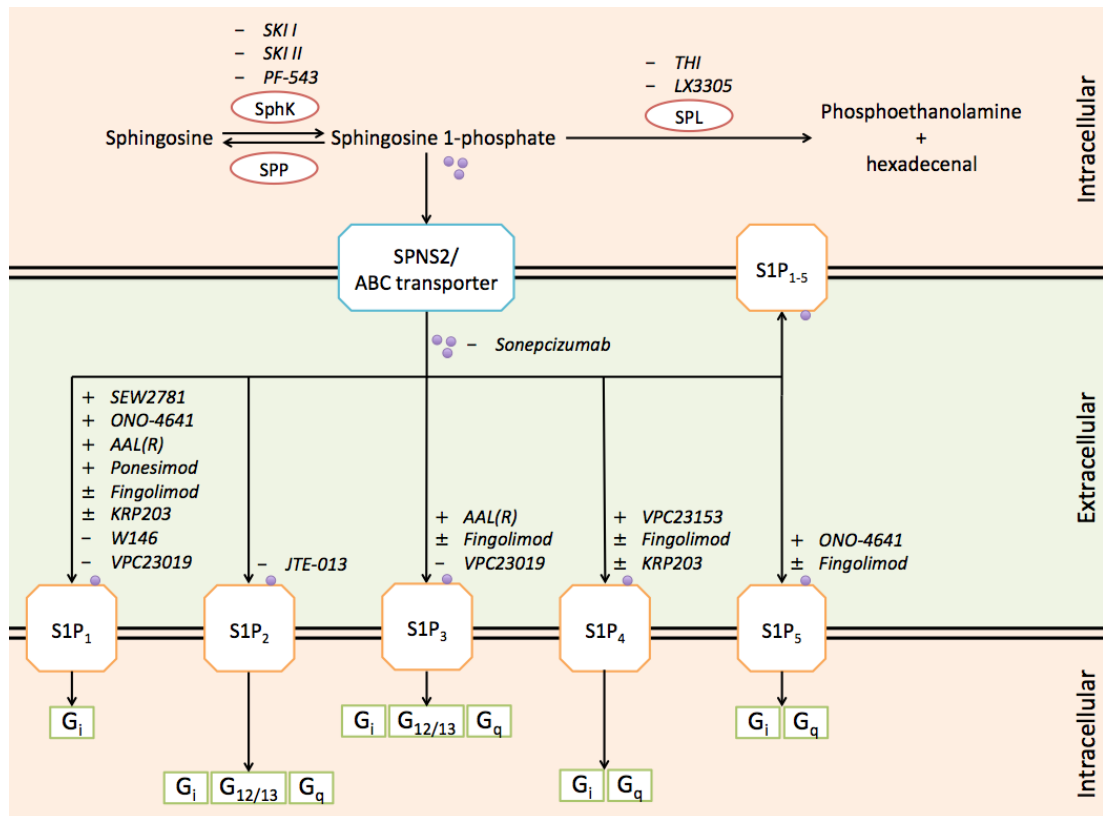 – SKI I
– SKI II
– PF-543
SphK
– THI
– LX3305
SPL
Sphingosine
Sphingosine 1-phosphate
SPP
Phosphoethanolamine
+
hexadecenal
Intracellular
SPNS2/
ABC transporter
S1P1-5
– Sonepcizumab
Extracellular
+ SEW2781
+ ONO-4641
+ AAL(R)
+ Ponesimod
± Fingolimod
± KRP203
– W146
– VPC23019
– JTE-013
+ AAL(R)
± Fingolimod
– VPC23019
+ VPC23153
± Fingolimod
± KRP203
+ ONO-4641
± Fingolimod
S1P1
S1P2
S1P3
S1P4
S1P5
Intracellular
Gi
Gi G12/13 Gq
Gi G12/13 Gq
Gi Gq
Gi Gq